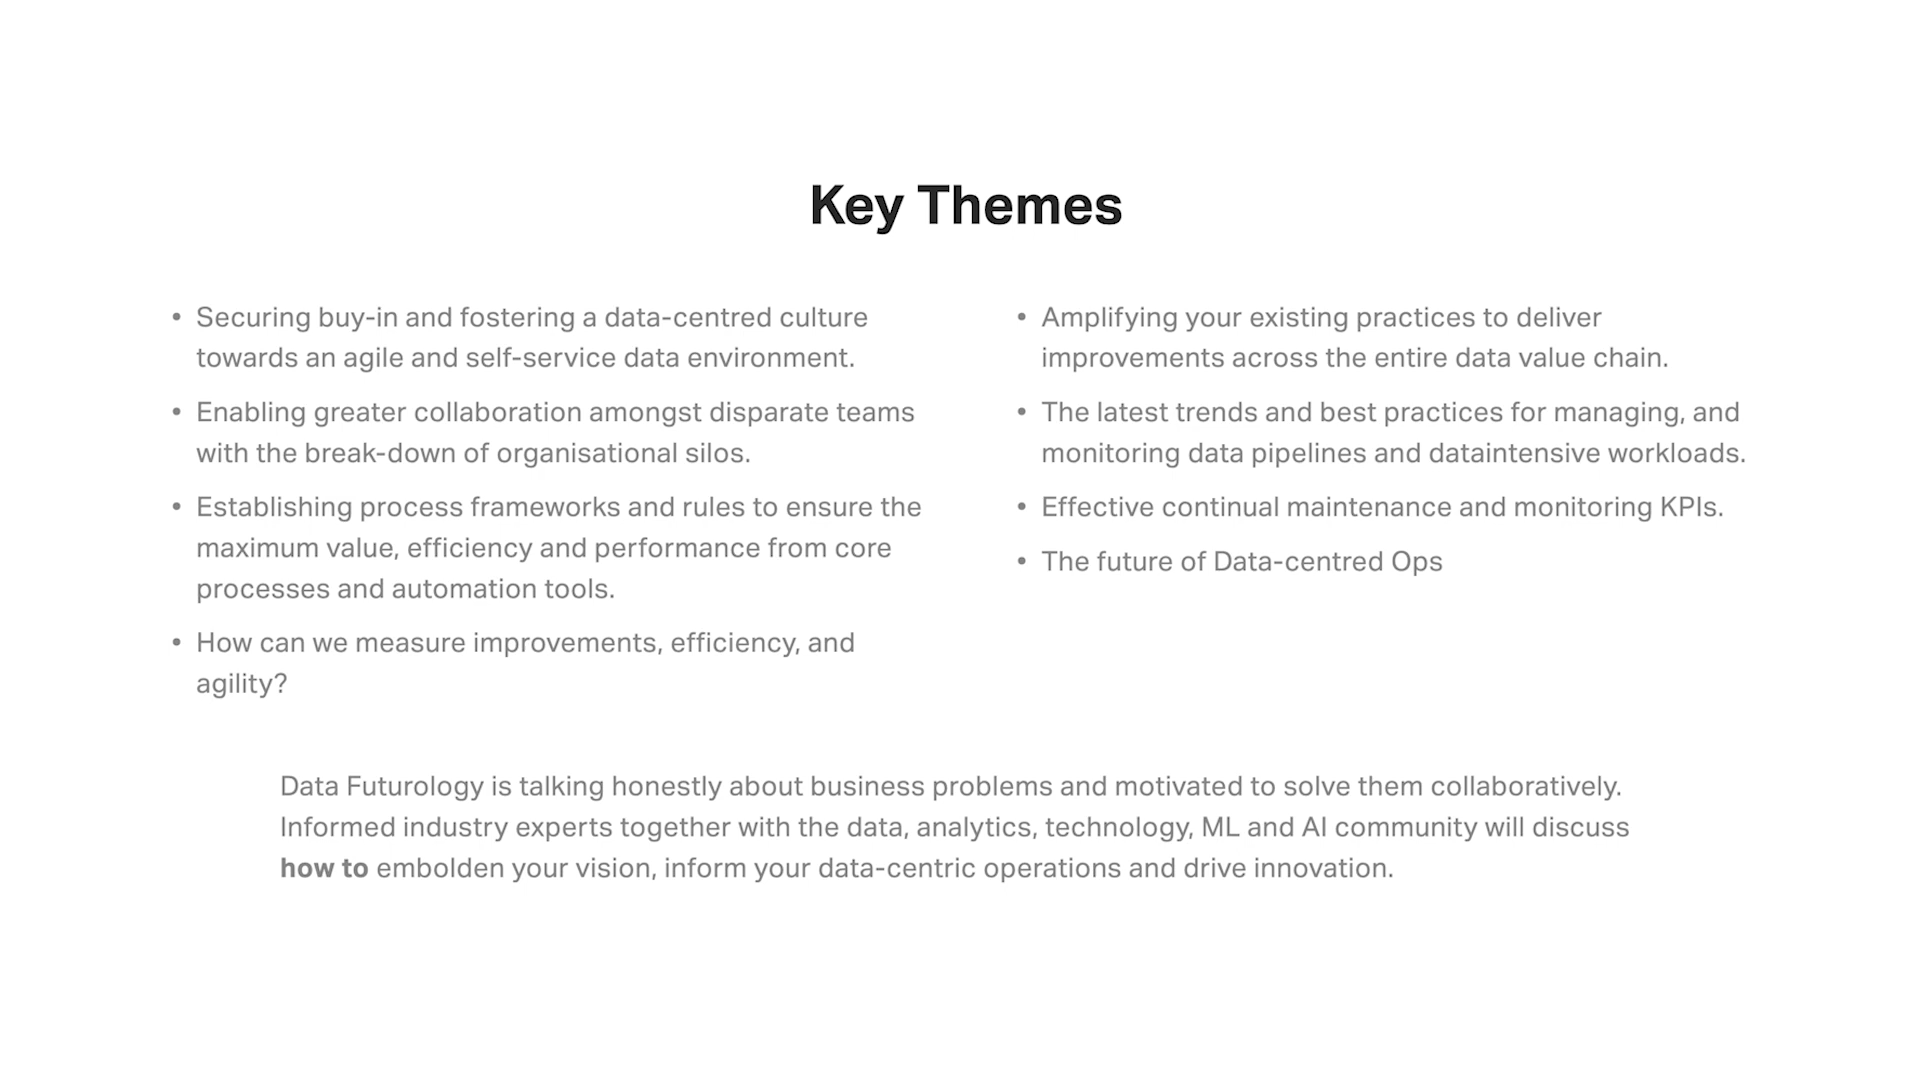 Key Themes
• Securing buy-in and fostering a data-centred culture
towards an agile and self-service data environment.
• Enabling greater collaboration amongst disparate teams
with the break-down of organisational silos.
• Establishing process frameworks and rules to ensure the
maximum value, efficiency and performance from core
processes and automation tools.
• How can we measure improvements, efficiency, and
agility?
• Amplifying your existing practices to deliver
improvements across the entire data value chain.
• The latest trends and best practices for managing, and
monitoring data pipelines and dataintensive workloads.
• Effective continual maintenance and monitoring KPIs.
• The future of Data-centred Ops
Data Futurology is talking honestly about business problems and motivated to solve them collaboratively.
Informed industry experts together with the data, analytics, technology, ML and AI community will discuss
how to embolden your vision, inform your data-centric operations and drive innovation.